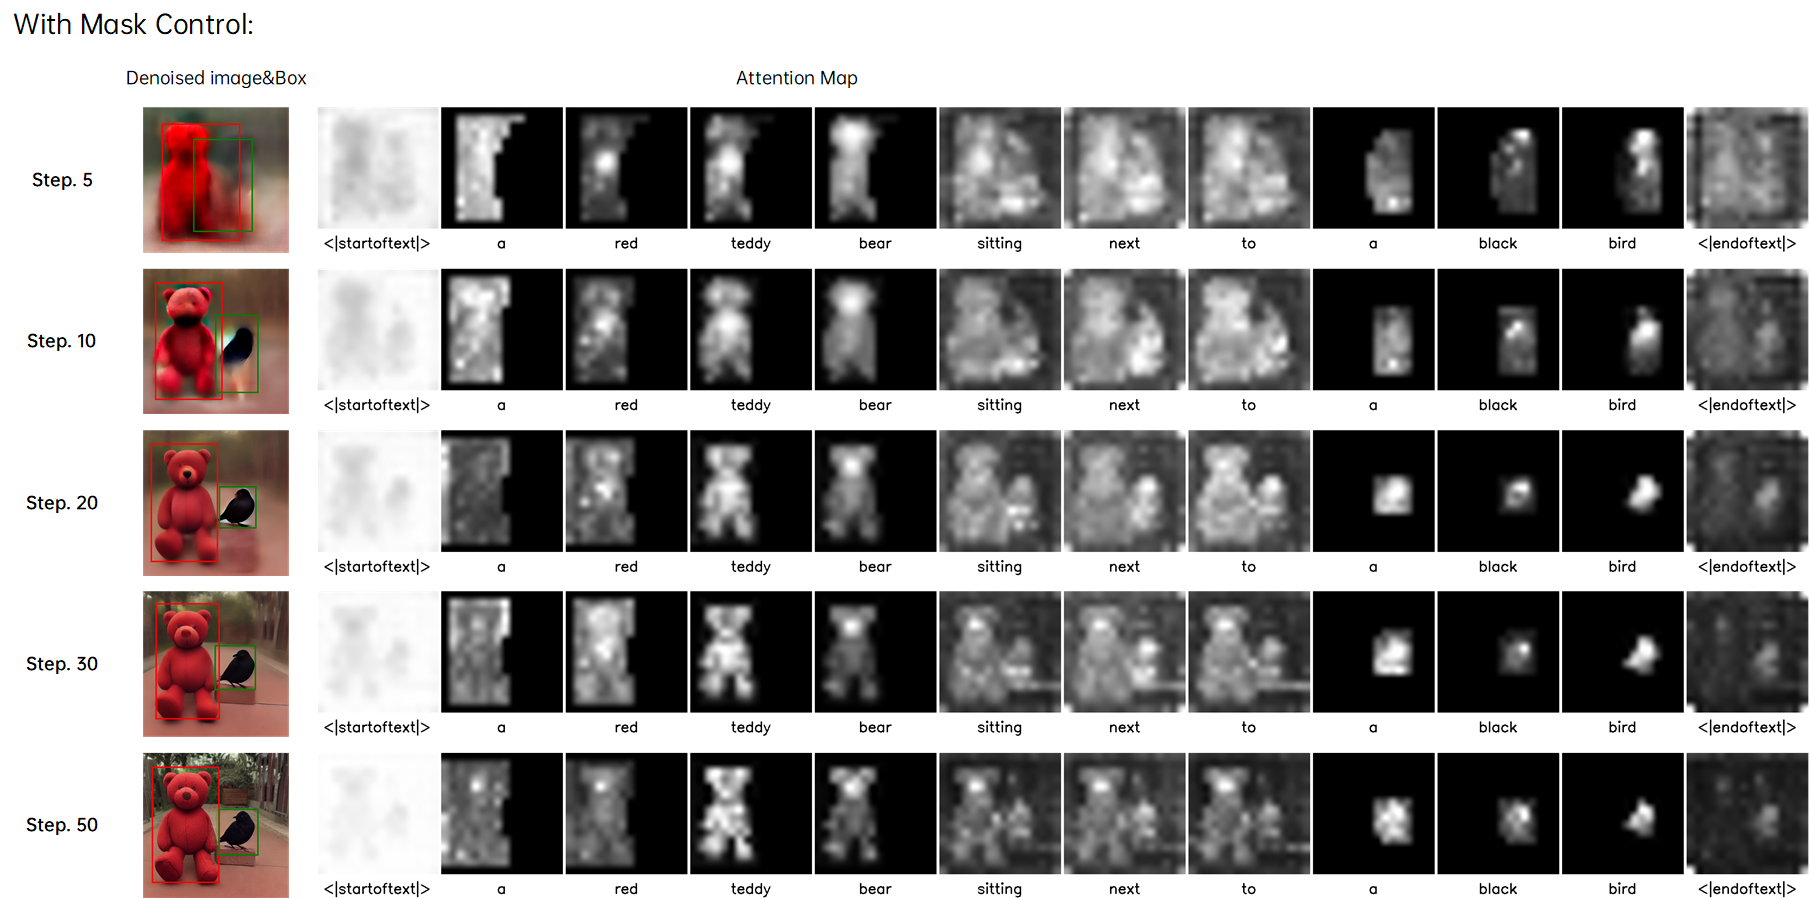 With Mask Control:
Denoised image&Box Attention Map
Step. 5
<|startoftext|> a red teddy bear sitting next to a black bird <|endoftext|>
Step. 10
<|startoftext|> a red teddy bear sitting next to a black bird <|endoftext|>
Step. 20
<|startoftext|> a red teddy bear sitting next to a black bird <|endoftext|>
Step. 30
<|startoftext|> a red teddy bear sitting next to a black bird <|endoftext|>
Step. 50
<|startoftext|> a red teddy bear sitting next to a black bird <|endoftext|>